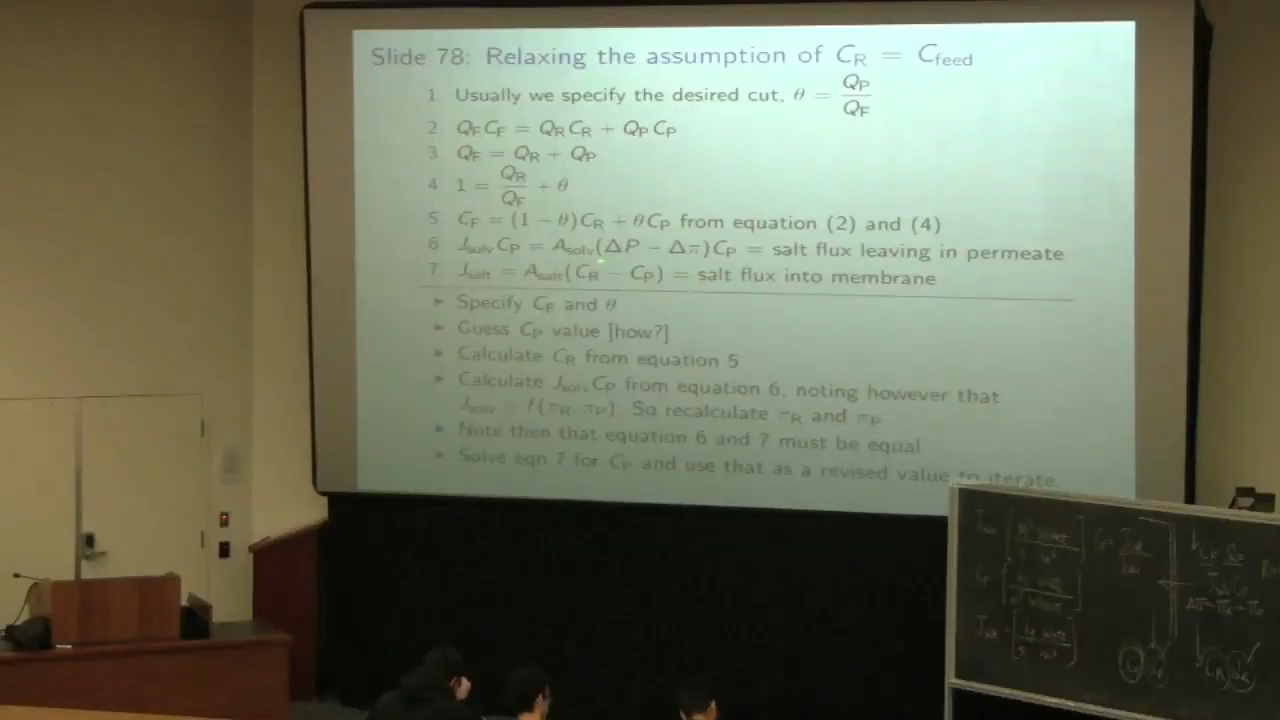 Slide 78: Relaxing the assumption of C_R = C_feed
1 Usually we specify the desired cut, θ = Q_P / Q_F
2 Q_F C_F = Q_R C_R + Q_P C_P
3 Q_F = Q_R + Q_P
4 1 = Q_R / Q_F + θ
5 C_F = (1 − θ)C_R + θC_P from equation (2) and (4)
6 J_solv C_P = A_solv(ΔP − Δπ)C_P = salt flux leaving in permeate
7 J_salt = A_salt(C_R − C_P) = salt flux into membrane
► Specify C_F and θ
► Guess C_P value [how?]
► Calculate C_R from equation 5
► Calculate J_solv C_P from equation 6, noting however that
J_solv = f(π_R, π_P). So recalculate π_R and π_P
► Note then that equation 6 and 7 must be equal
► Solve eqn 7 for C_P and use that as a revised value to iterate